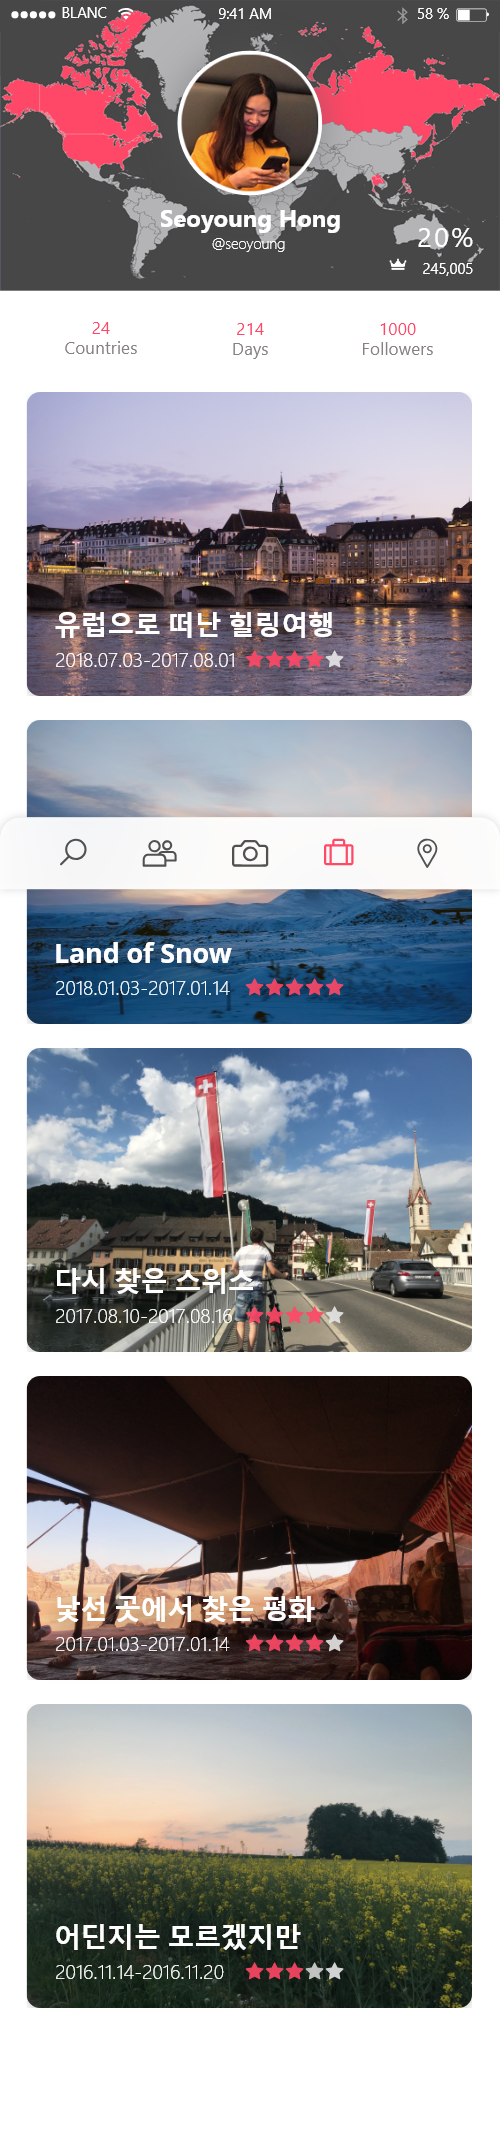 BLANC 9:41 AM 58 %
Seoyoung Hong
@seoyoung
20%
245,005
24 214 1000
Countries Days Followers
유럽으로 떠난 힐링여행
2018.07.03-2017.08.01
Land of Snow
2018.01.03-2017.01.14
다시 찾은 스위스
2017.08.10-2017.08.16
낯선 곳에서 찾은 평화
2017.01.03-2017.01.14
어딘지는 모르겠지만
2016.11.14-2016.11.20